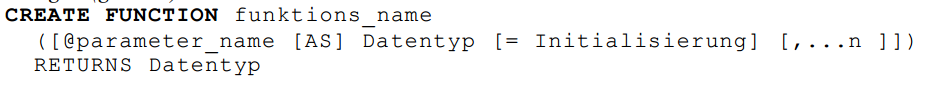 CREATE FUNCTION funktions_name
([@parameter_name [AS] Datentyp [= Initialisierung] [,...n ]])
RETURNS Datentyp